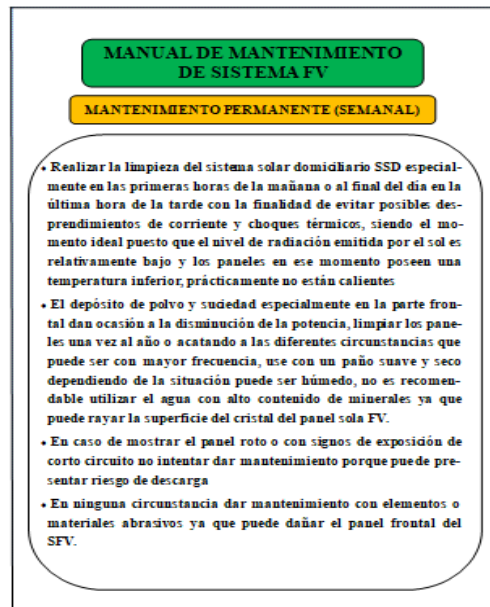 MANUAL DE MANTENIMIENTO
DE SISTEMA FV
MANTENIMIENTO PERMANENTE (SEMANAL)
• Realizar la limpieza del sistema solar domiciliario SSD especial-
mente en las primeras horas de la mañana o al final del día en la
última hora de la tarde con la finalidad de evitar posibles des-
prendimientos de corriente y choques térmicos, siendo el mo-
mento ideal puesto que el nivel de radiación emitida por el sol es
relativamente bajo y los paneles en ese momento poseen una
temperatura inferior, prácticamente no están calientes
• El depósito de polvo y suciedad especialmente en la parte fron-
tal dan ocasión a la disminución de la potencia, limpiar los pane-
les una vez al año o acatando a las diferentes circunstancias que
puede ser con mayor frecuencia, use con un paño suave y seco
dependiendo de la situación puede ser húmedo, no es recomen-
dable utilizar el agua con alto contenido de minerales ya que
puede rayar la superficie del cristal del panel sola FV.
• En caso de mostrar el panel roto o con signos de exposición de
corto circuito no intentar dar mantenimiento porque puede pre-
sentar riesgo de descarga
• En ninguna circunstancia dar mantenimiento con elementos o
materiales abrasivos ya que puede dañar el panel frontal del
SFV.